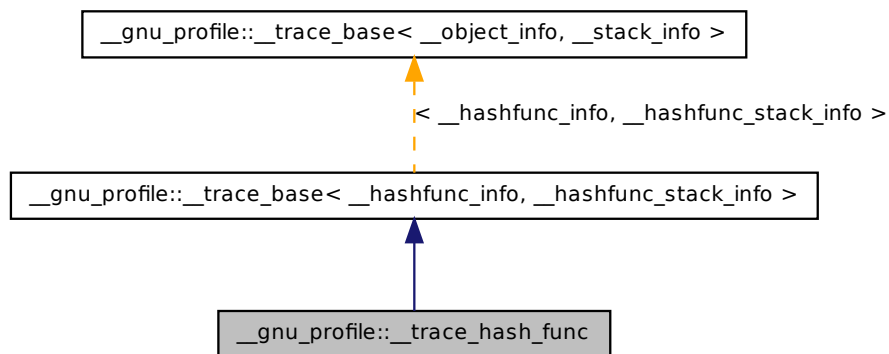 __gnu_profile::__trace_base< __object_info, __stack_info >
< __hashfunc_info, __hashfunc_stack_info >
__gnu_profile::__trace_base< __hashfunc_info, __hashfunc_stack_info >
__gnu_profile::__trace_hash_func